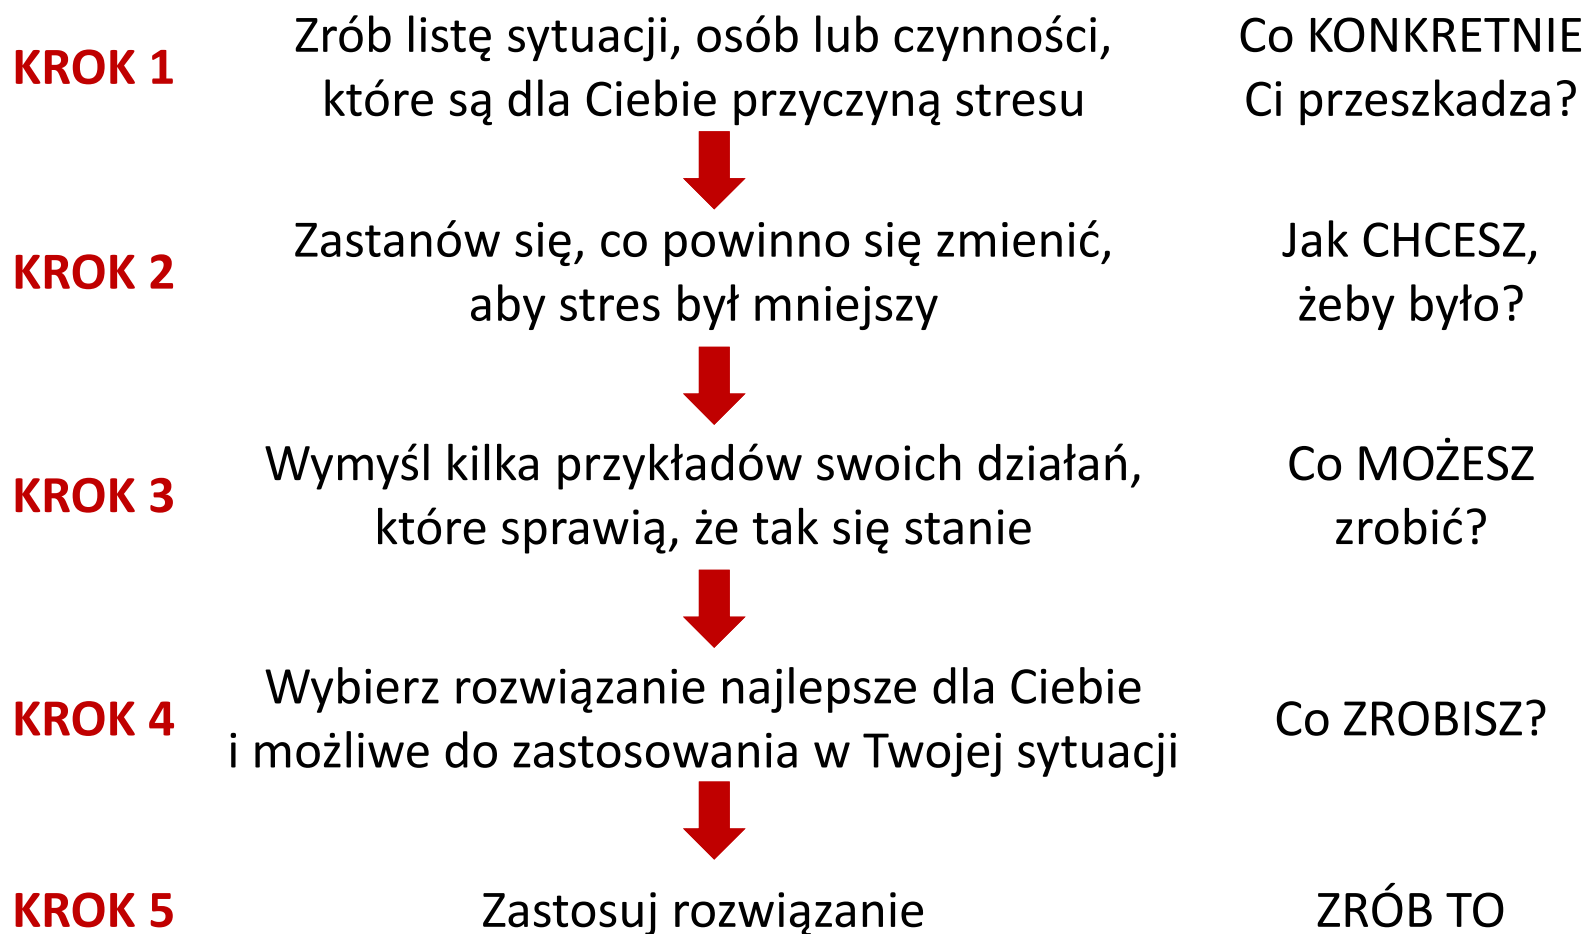 KROK 1
Zrób listę sytuacji, osób lub czynności,
które są dla Ciebie przyczyną stresu
Co KONKRETNIE
Ci przeszkadza?
KROK 2
Zastanów się, co powinno się zmienić,
aby stres był mniejszy
Jak CHCESZ,
żeby było?
KROK 3
Wymyśl kilka przykładów swoich działań,
które sprawią, że tak się stanie
Co MOŻESZ
zrobić?
KROK 4
Wybierz rozwiązanie najlepsze dla Ciebie
i możliwe do zastosowania w Twojej sytuacji
Co ZROBISZ?
KROK 5
Zastosuj rozwiązanie
ZRÓB TO